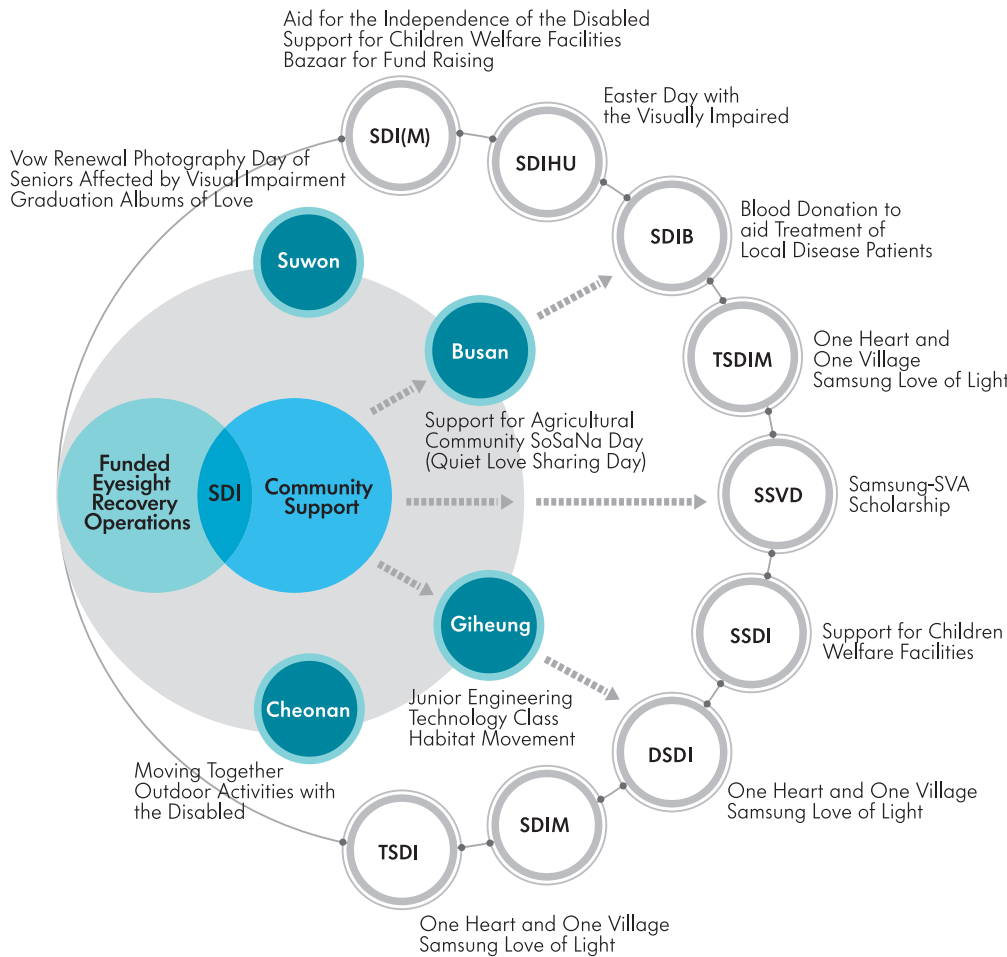 Aid for the Independence of the Disabled
Support for Children Welfare Facilities
Bazaar for Fund Raising
SDI(M)
Easter Day with
the Visually Impaired
SDIHU
Vow Renewal Photography Day of
Seniors Affected by Visual Impairment
Graduation Albums of Love
Suwon
Blood Donation to
aid Treatment of
Local Disease Patients
SDIB
Busan
One Heart and
One Village
Samsung Love of Light
TSDIM
Support for Agricultural
Community SoSaNa Day
(Quiet Love Sharing Day)
Funded
Eyesight
Recovery
Operations
SDI
Community
Support
SSVD
Samsung-SVA
Scholarship
Giheung
SSDI
Support for Children
Welfare Facilities
Cheonan
Junior Engineering
Technology Class
Habitat Movement
DSDI
Moving Together
Outdoor Activities with
the Disabled
One Heart and One Village
Samsung Love of Light
SDIM
TSDI
One Heart and One Village
Samsung Love of Light